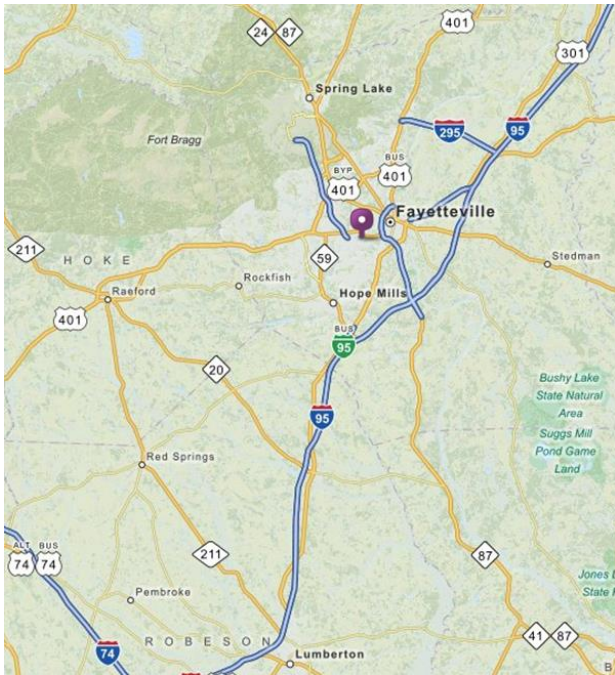 24
87
401
301
Spring Lake
295
95
Fort Bragg
BYP
401
BUS
401
Fayetteville
211
HOKE
59
Stedman
Rockfish
Raeford
Hope Mills
401
BUS
95
20
Bushy Lake
State Natural
Area
Suggs Mill
Pond Game
Land
95
Red Springs
ALT
74
BUS
74
211
87
Pembroke
Jones
State
41
87
ROBESON
74
Lumberton
B